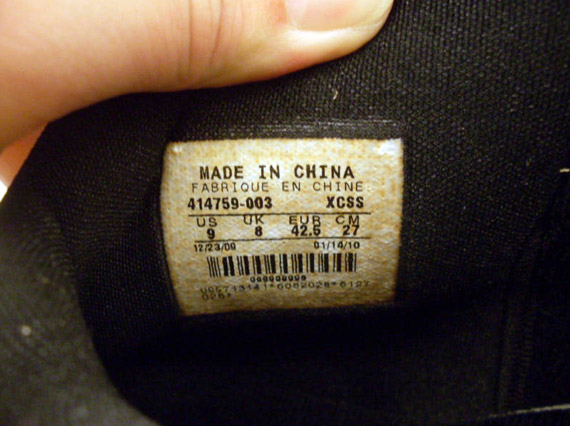 MADE IN CHINA
FABRIQUE EN CHINE
414759-003 XCSS
US UK EUR CM
9 8 42.5 27
12/23/09 01/14/10